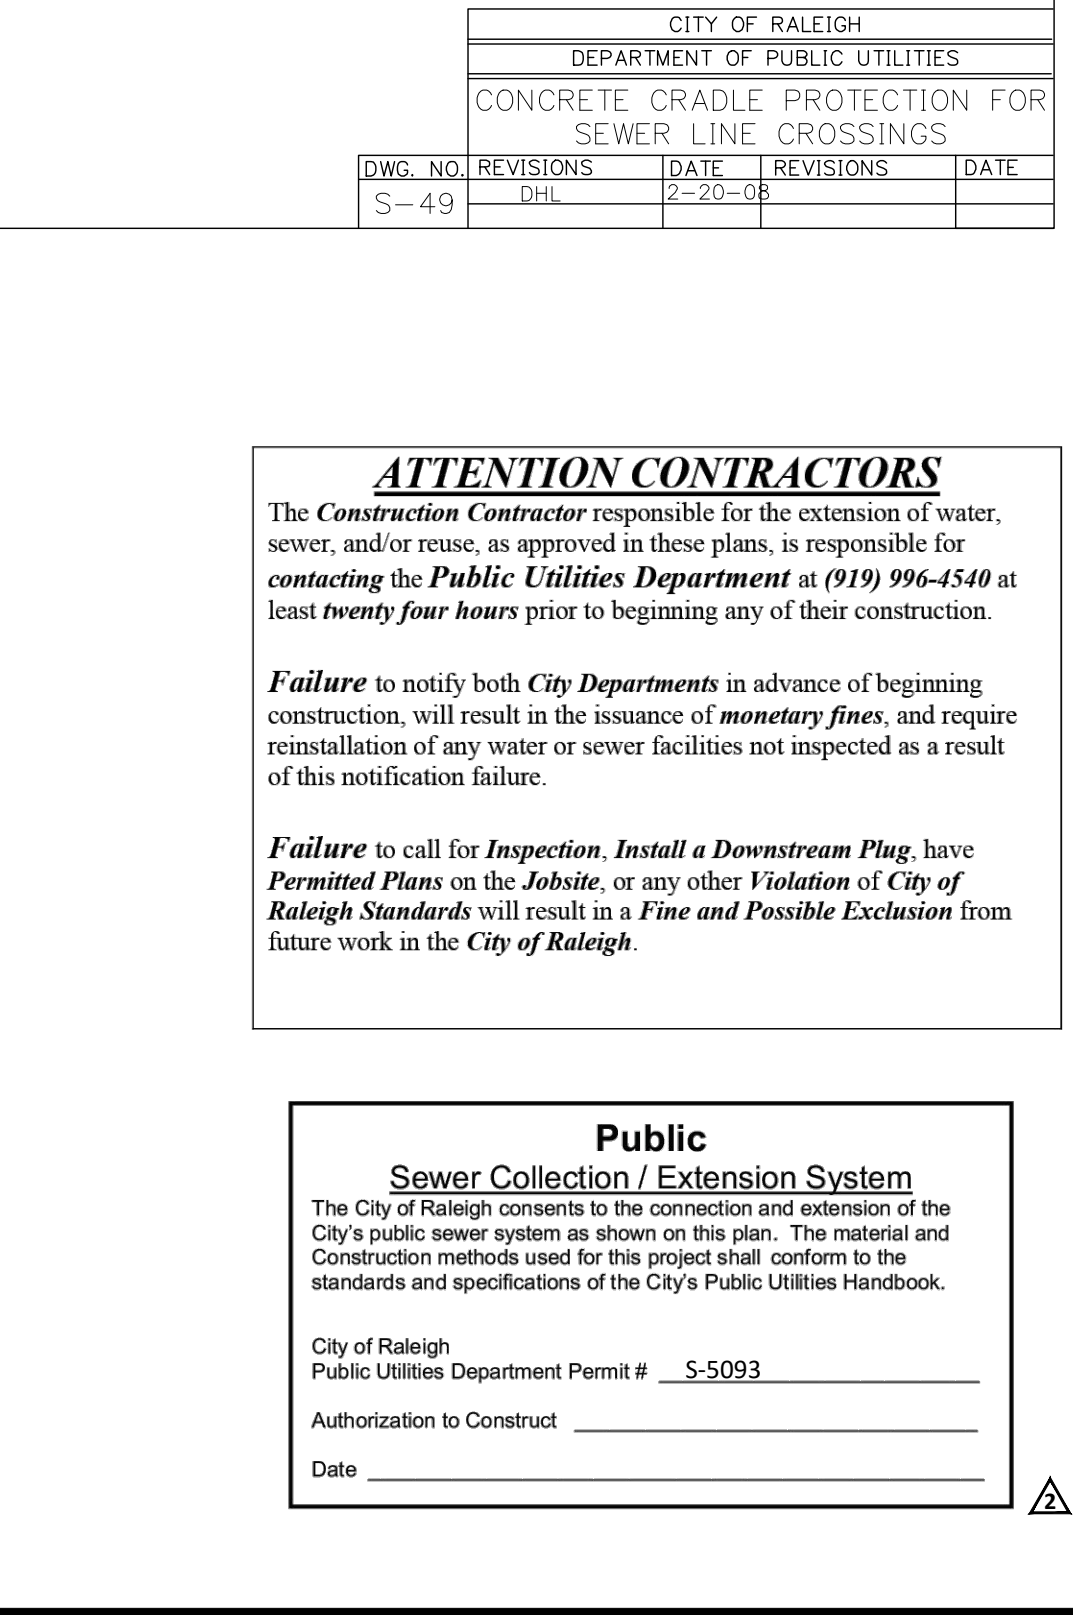 CITY OF RALEIGH
DEPARTMENT OF PUBLIC UTILITIES
CONCRETE CRADLE PROTECTION FOR
SEWER LINE CROSSINGS
DWG. NO. REVISIONS DATE REVISIONS DATE
S-49 DHL 2-20-08
ATTENTION CONTRACTORS
The Construction Contractor responsible for the extension of water,
sewer, and/or reuse, as approved in these plans, is responsible for
contacting the Public Utilities Department at (919) 996-4540 at
least twenty four hours prior to beginning any of their construction.
Failure to notify both City Departments in advance of beginning
construction, will result in the issuance of monetary fines, and require
reinstallation of any water or sewer facilities not inspected as a result
of this notification failure.
Failure to call for Inspection, Install a Downstream Plug, have
Permitted Plans on the Jobsite, or any other Violation of City of
Raleigh Standards will result in a Fine and Possible Exclusion from
future work in the City of Raleigh.
Public
Sewer Collection / Extension System
The City of Raleigh consents to the connection and extension of the
City's public sewer system as shown on this plan. The material and
Construction methods used for this project shall conform to the
standards and specifications of the City's Public Utilities Handbook.
City of Raleigh
Public Utilities Department Permit # S-5093
Authorization to Construct
Date
2